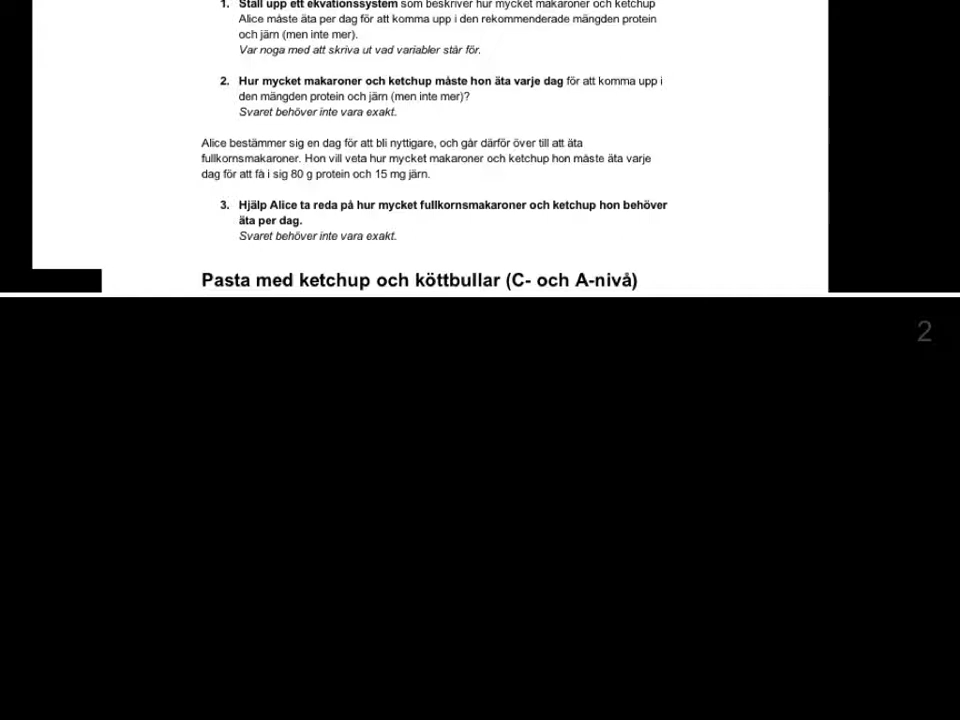 1. Ställ upp ett ekvationssystem som beskriver hur mycket makaroner och ketchup
Alice måste äta per dag för att komma upp i den rekommenderade mängden protein
och järn (men inte mer).
Var noga med att skriva ut vad variabler står för.
2. Hur mycket makaroner och ketchup måste hon äta varje dag för att komma upp i
den mängden protein och järn (men inte mer)?
Svaret behöver inte vara exakt.
Alice bestämmer sig en dag för att bli nyttigare, och går därför över till att äta
fullkornsmakaroner. Hon vill veta hur mycket makaroner och ketchup hon måste äta varje
dag för att få i sig 80 g protein och 15 mg järn.
3. Hjälp Alice ta reda på hur mycket fullkornsmakaroner och ketchup hon behöver
äta per dag.
Svaret behöver inte vara exakt.
Pasta med ketchup och köttbullar (C- och A-nivå)
2